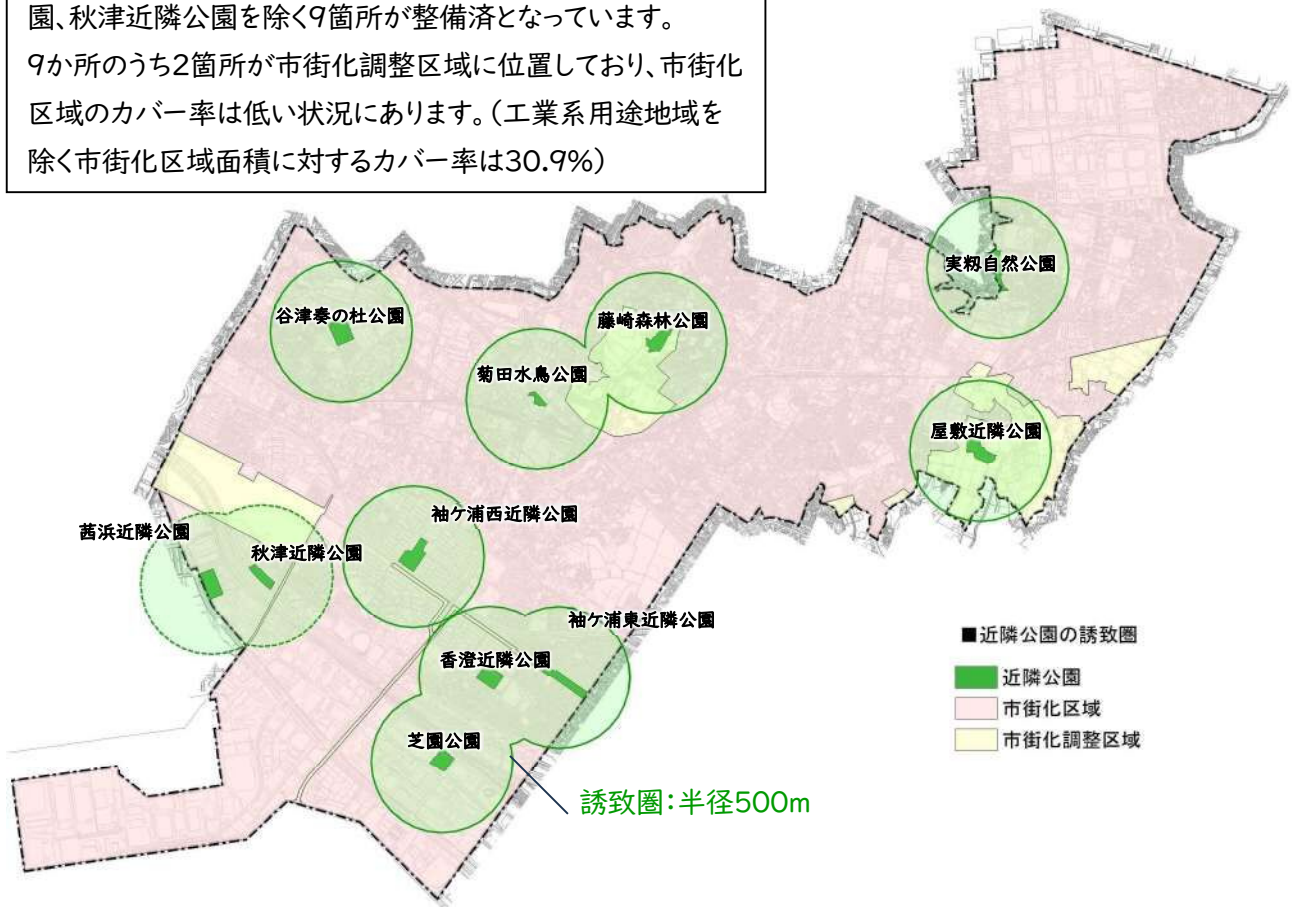 園、秋津近隣公園を除く9箇所が整備済となっています。
9か所のうち2箇所が市街化調整区域に位置しており、市街化
区域のカバー率は低い状況にあります。(工業系用途地域を
除く市街化区域面積に対するカバー率は30.9%)
実籾自然公園
谷津奏の杜公園
藤崎森林公園
菊田水鳥公園
屋敷近隣公園
袖ケ浦西近隣公園
茜浜近隣公園
秋津近隣公園
袖ケ浦東近隣公園
香澄近隣公園
芝園公園
誘致圏:半径500m
■近隣公園の誘致圏
近隣公園
市街化区域
市街化調整区域